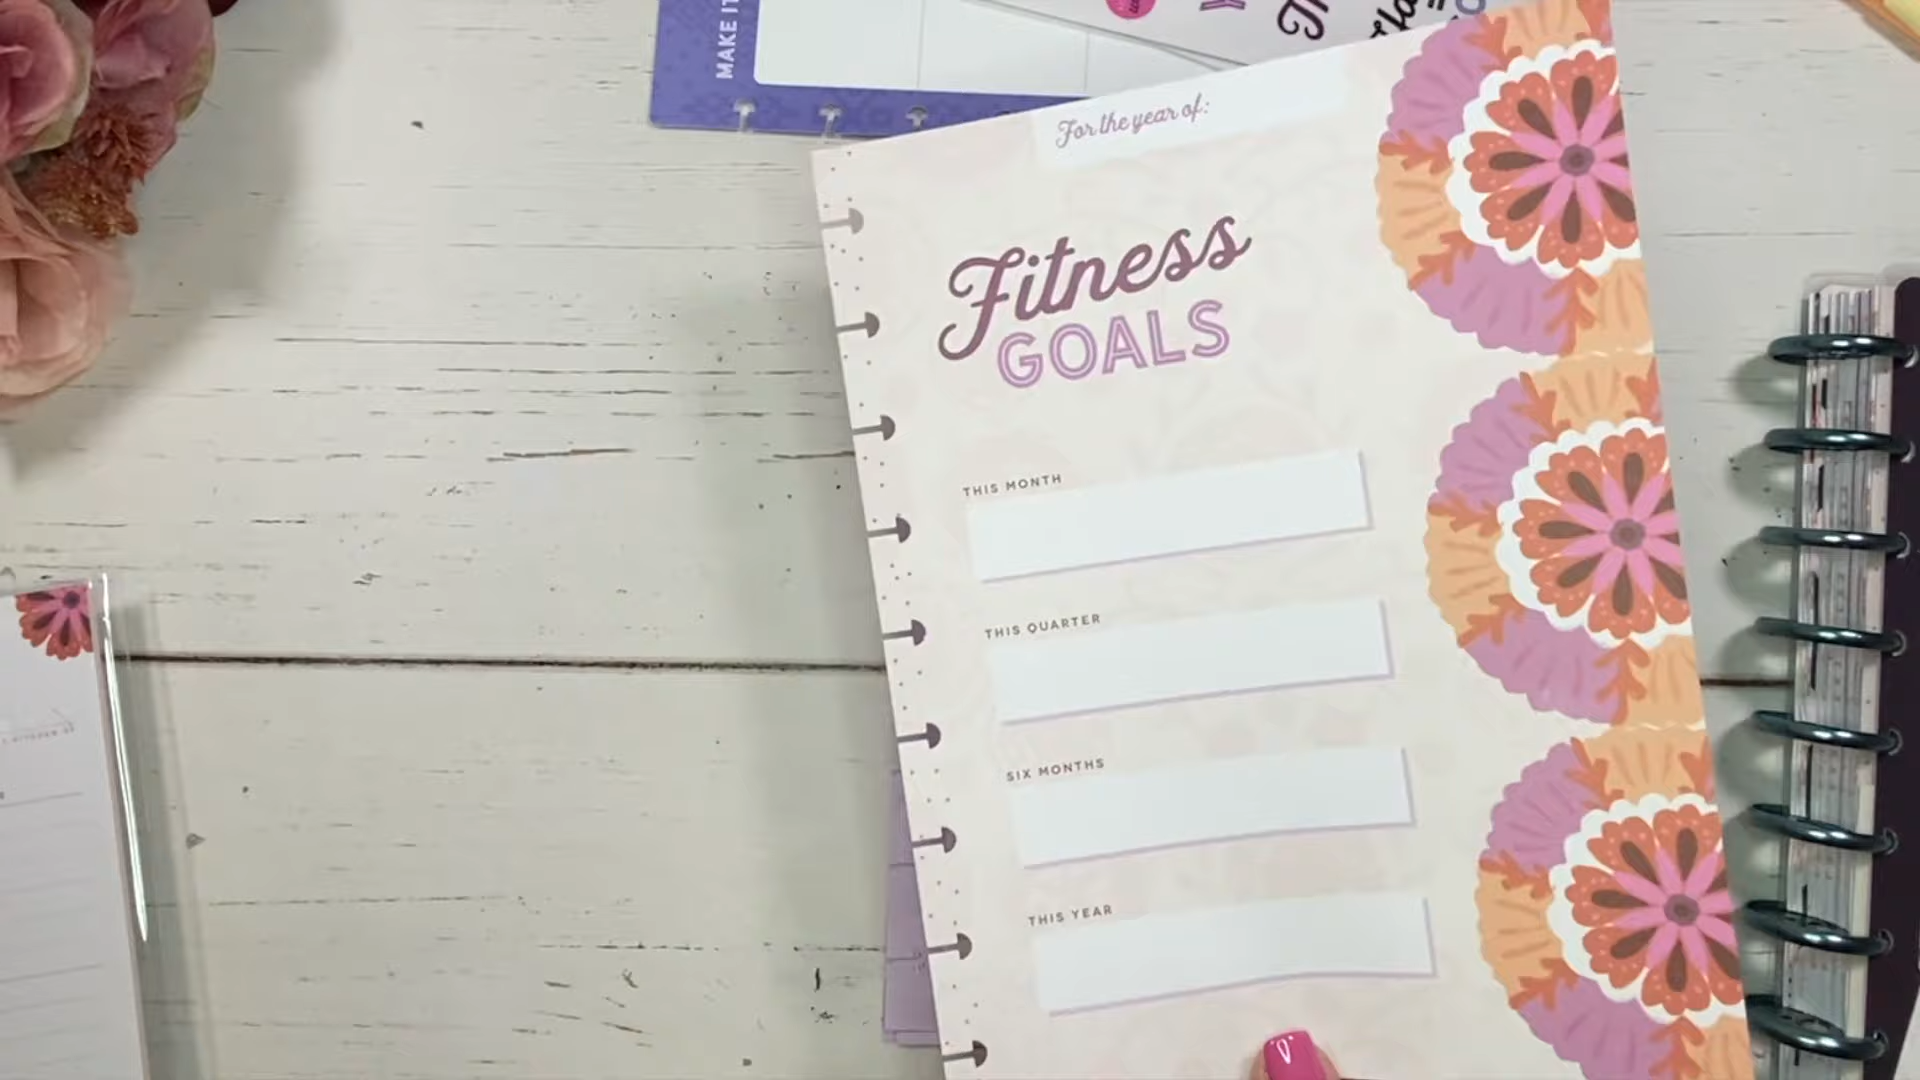 MAKE IT
For the year of:
Fitness
GOALS
THIS MONTH
THIS QUARTER
SIX MONTHS
THIS YEAR